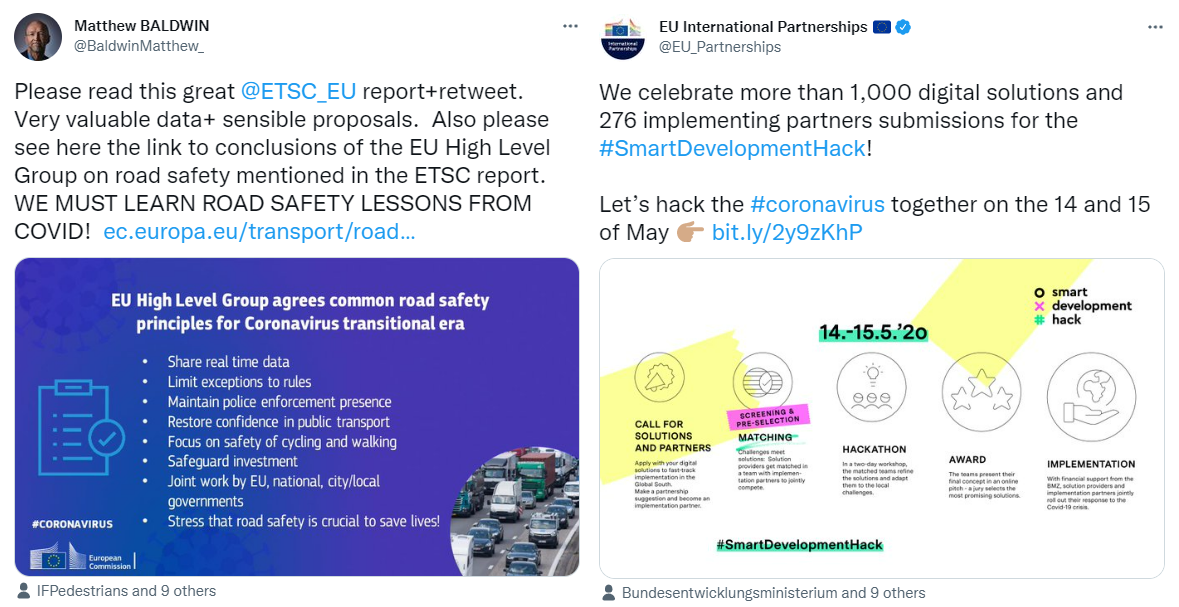 Matthew BALDWIN
@BaldwinMatthew_
Please read this great @ETSC_EU report+retweet.
Very valuable data+ sensible proposals. Also please
see here the link to conclusions of the EU High Level
Group on road safety mentioned in the ETSC report.
WE MUST LEARN ROAD SAFETY LESSONS FROM
COVID! ec.europa.eu/transport/road...
EU High Level Group agrees common road safety
principles for Coronavirus transitional era
• Share real time data
• Limit exceptions to rules
• Maintain police enforcement presence
• Restore confidence in public transport
• Focus on safety of cycling and walking
• Safeguard investment
• Joint work by EU, national, city/local
governments
• Stress that road safety is crucial to save lives!
#CORONAVIRUS
European
Commission
IFPedestrians and 9 others
EU International Partnerships
@EU_Partnerships
International
Partnerships
We celebrate more than 1,000 digital solutions and
276 implementing partners submissions for the
#SmartDevelopmentHack!
Let’s hack the #coronavirus together on the 14 and 15
of May bit.ly/2y9zKhP
smart
development
hack
14.-15.5.'20
CALL FOR
SOLUTIONS
AND PARTNERS
Apply with your digital
solutions to fast-track
implementation in the
Global South.
Make a partnership
suggestion and become an
implementation partner.
SCREENING &
PRE-SELECTION
MATCHING
Challenges meet
solutions: Solution
providers get matched in
a team with implemen-
tation partners to jointly
compete.
HACKATHON
In a two-day workshop,
the matched teams refine
the solutions and adapt
them to the local
challenges.
AWARD
The teams present their
final concept in an online
pitch - a jury selects the
most promising solutions.
IMPLEMENTATION
With financial support from the
BMZ, solution providers and
implementation partners jointly
roll out their response to the
Covid-19 crisis.
#SmartDevelopmentHack
Bundesentwicklungsministerium and 9 others